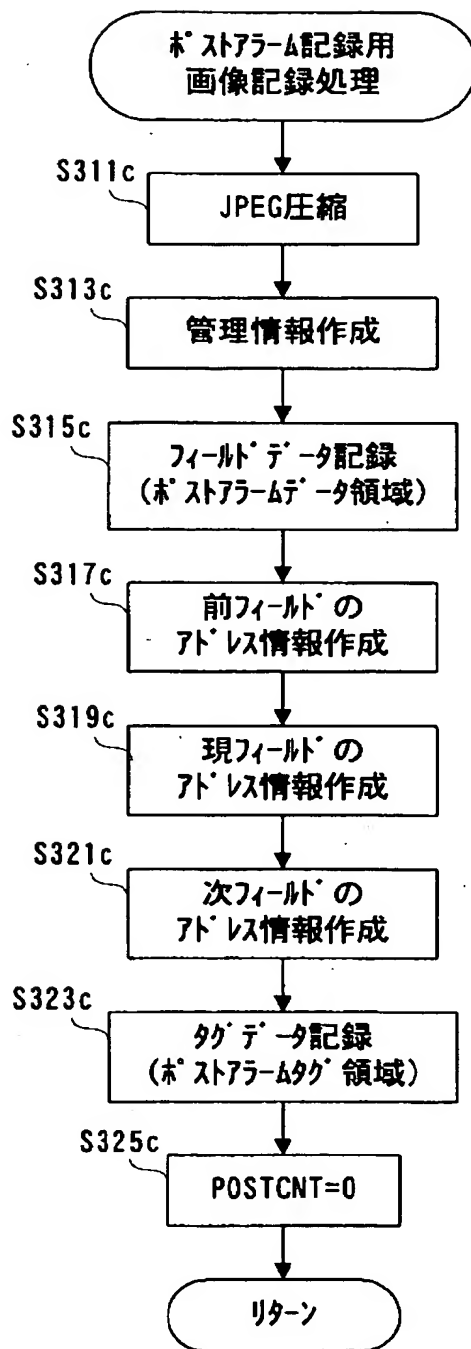 ﾎﾟｽﾄｱﾗｰﾑ記録用
画像記録処理
S311c
JPEG圧縮
S313c
管理情報作成
S315c
ﾌｨｰﾙﾄﾞﾃﾞｰﾀ記録
(ﾎﾟｽﾄｱﾗｰﾑﾃﾞｰﾀ領域)
S317c
前ﾌｨｰﾙﾄﾞの
ｱﾄﾞﾚｽ情報作成
S319c
現ﾌｨｰﾙﾄﾞの
ｱﾄﾞﾚｽ情報作成
S321c
次ﾌｨｰﾙﾄﾞの
ｱﾄﾞﾚｽ情報作成
S323c
ﾀｸﾞﾃﾞｰﾀ記録
(ﾎﾟｽﾄｱﾗｰﾑﾀｸﾞ領域)
S325c
POSTCNT=0
ﾘﾀｰﾝ